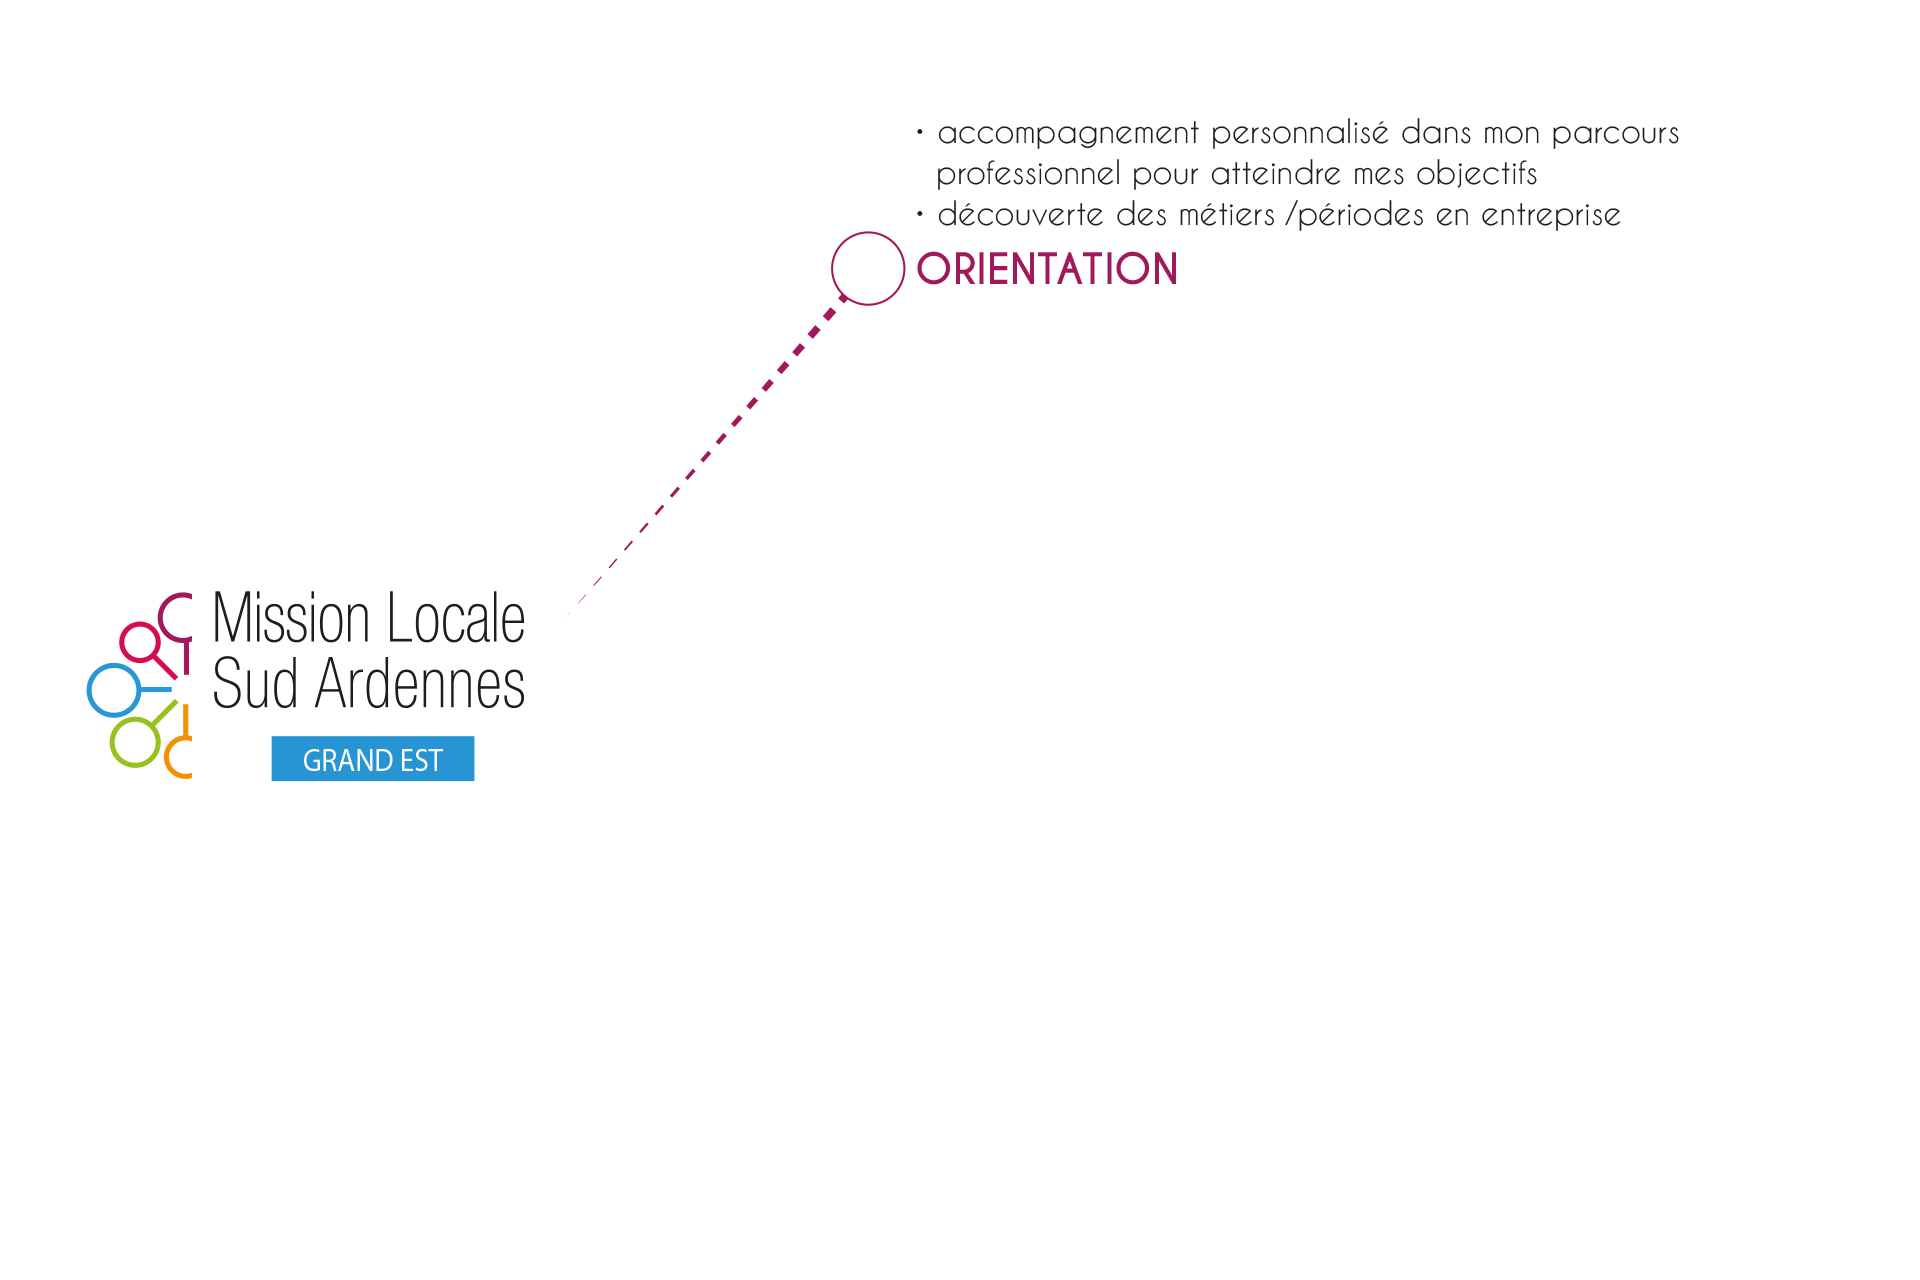 • accompagnement personnalisé dans mon parcours
professionnel pour atteindre mes objectifs
• découverte des métiers /périodes en entreprise
ORIENTATION
Mission Locale
Sud Ardennes
GRAND EST